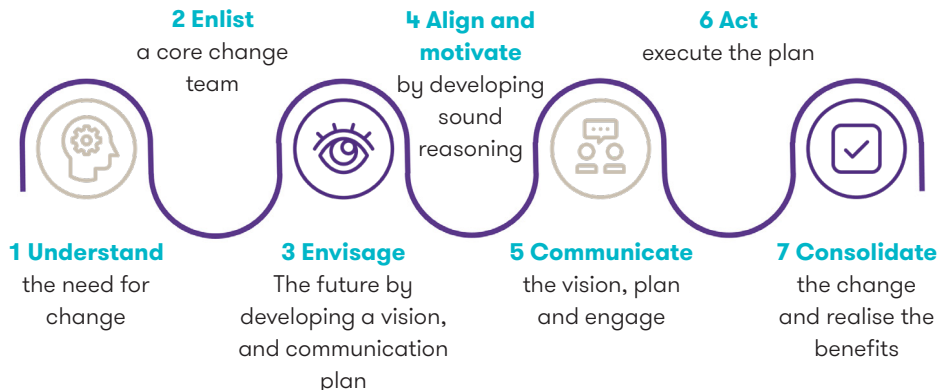 1 Understand
the need for
change
2 Enlist
a core change
team
3 Envisage
The future by
developing a vision,
and communication
plan
4 Align and
motivate
by developing
sound
reasoning
5 Communicate
the vision, plan
and engage
6 Act
execute the plan
7 Consolidate
the change
and realise the
benefits